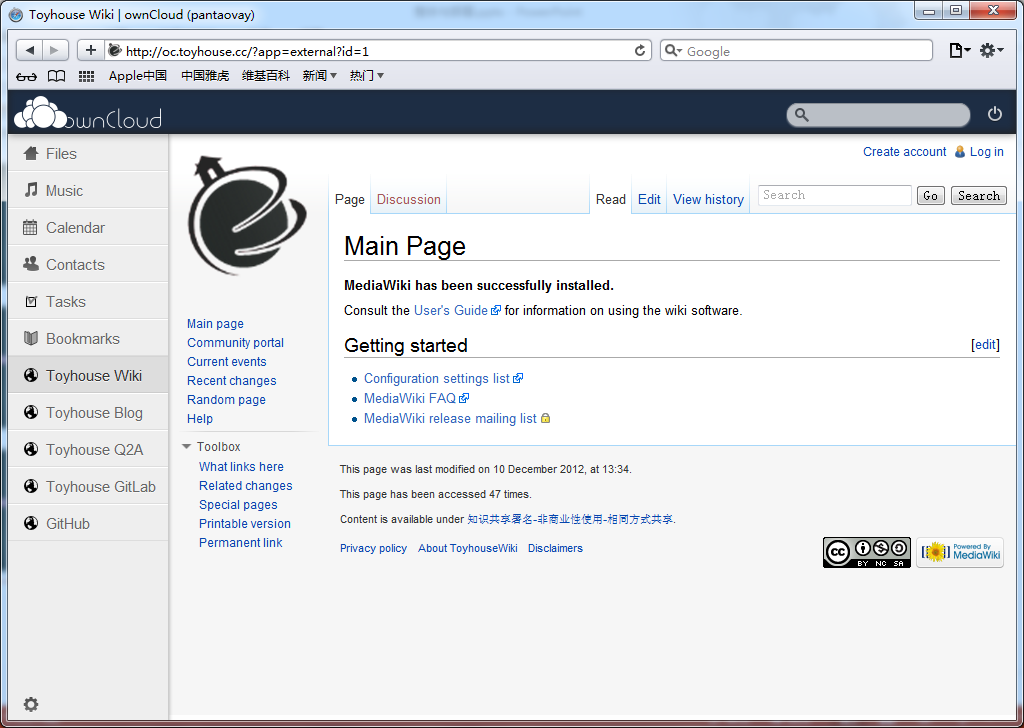 Toyhouse Wiki | ownCloud (pantaovay)
http://oc.toyhouse.cc/?app=external?id=1
Google
Apple中国 中国雅虎 维基百科 新闻 热门
ownCloud
Files
Music
Calendar
Contacts
Tasks
Bookmarks
Toyhouse Wiki
Toyhouse Blog
Toyhouse Q2A
Toyhouse GitLab
GitHub
Main page
Community portal
Current events
Recent changes
Random page
Help
Toolbox
What links here
Related changes
Special pages
Printable version
Permanent link
Create account Log in
Page Discussion Read Edit View history Search Go Search
Main Page
MediaWiki has been successfully installed.
Consult the User's Guide for information on using the wiki software.
Getting started [edit]
Configuration settings list
MediaWiki FAQ
MediaWiki release mailing list
This page was last modified on 10 December 2012, at 13:34.
This page has been accessed 47 times.
Content is available under 知识共享署名-非商业性使用-相同方式共享.
Privacy policy About ToyhouseWiki Disclaimers
cc BY NC SA
Powered By
MediaWiki